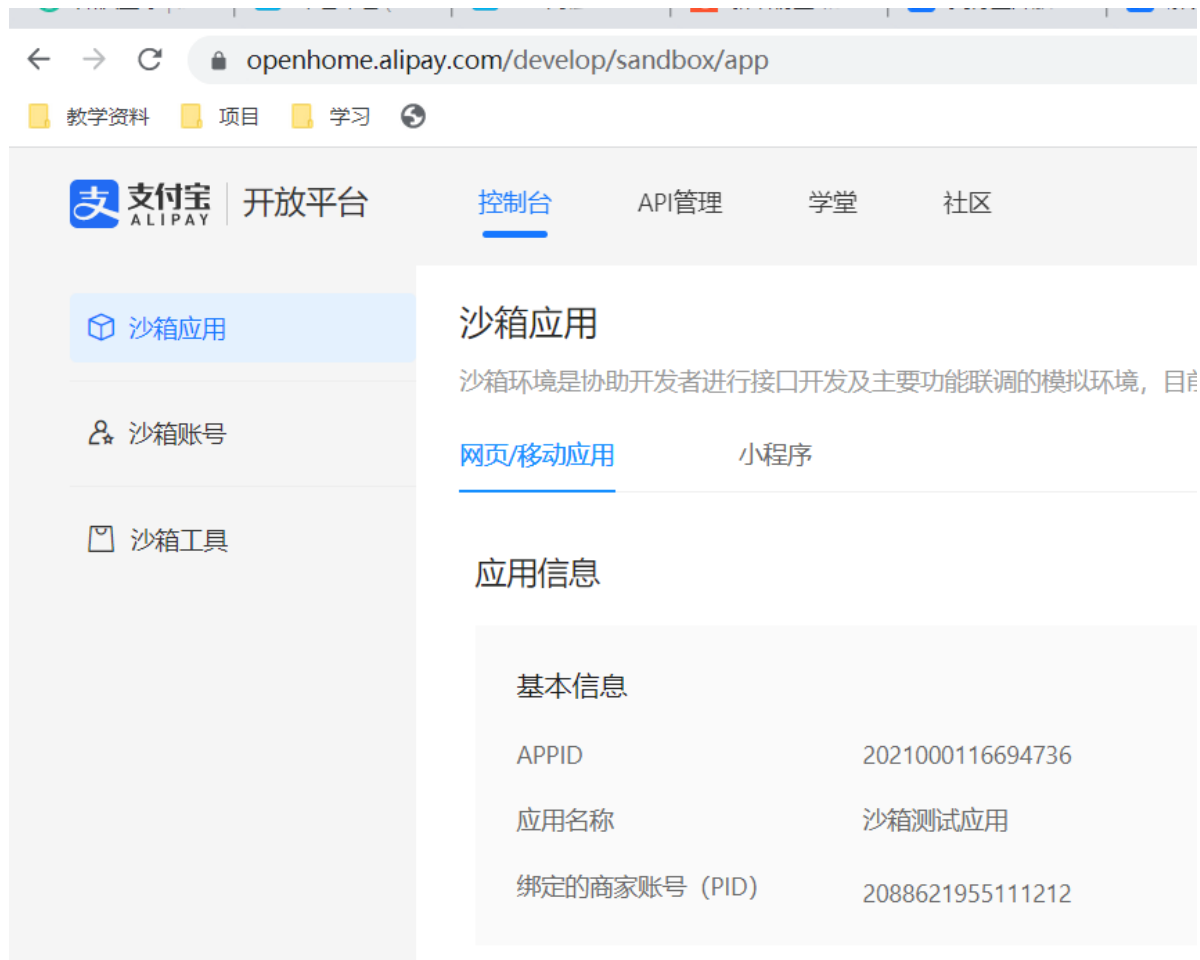 openhome.alipay.com/develop/sandbox/app
教学资料 项目 学习
支付宝 ALIPAY 开放平台 控制台 API管理 学堂 社区
沙箱应用
沙箱账号
沙箱工具
沙箱应用
沙箱环境是协助开发者进行接口开发及主要功能联调的模拟环境，目前
网页/移动应用 小程序
应用信息
基本信息
APPID 2021000116694736
应用名称 沙箱测试应用
绑定的商家账号（PID） 2088621955111212